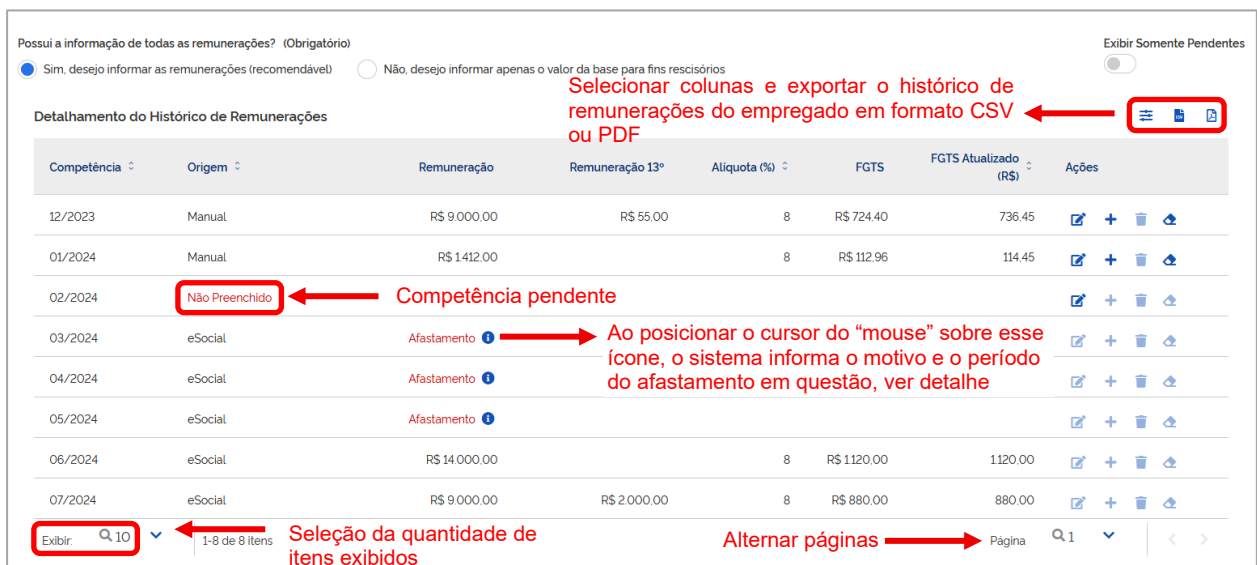 Possui a informação de todas as remunerações? (Obrigatório)
Exibir Somente Pendentes
Sim, desejo informar as remunerações (recomendável)
Não, desejo informar apenas o valor da base para fins rescisórios
Selecionar colunas e exportar o histórico de
remunerações do empregado em formato CSV
ou PDF
Detalhamento do Histórico de Remunerações
Competência Origem Remuneração Remuneração 13º Alíquota (%) FGTS FGTS Atualizado (R$) Ações
12/2023 Manual R$ 9.000,00 R$ 55,00 8 R$ 724,40 736,45
01/2024 Manual R$ 1.412,00 8 R$ 112,96 114,45
02/2024 Não Preenchido
Competência pendente
03/2024 eSocial Afastamento
Ao posicionar o cursor do “mouse” sobre esse
ícone, o sistema informa o motivo e o período
do afastamento em questão, ver detalhe
04/2024 eSocial Afastamento
05/2024 eSocial Afastamento
06/2024 eSocial R$ 14.000,00 8 R$ 1.120,00 1.120,00
07/2024 eSocial R$ 9.000,00 R$ 2.000,00 8 R$ 880,00 880,00
Exibir: 10 1-8 de 8 itens
Seleção da quantidade de
itens exibidos
Alternar páginas
Página 1